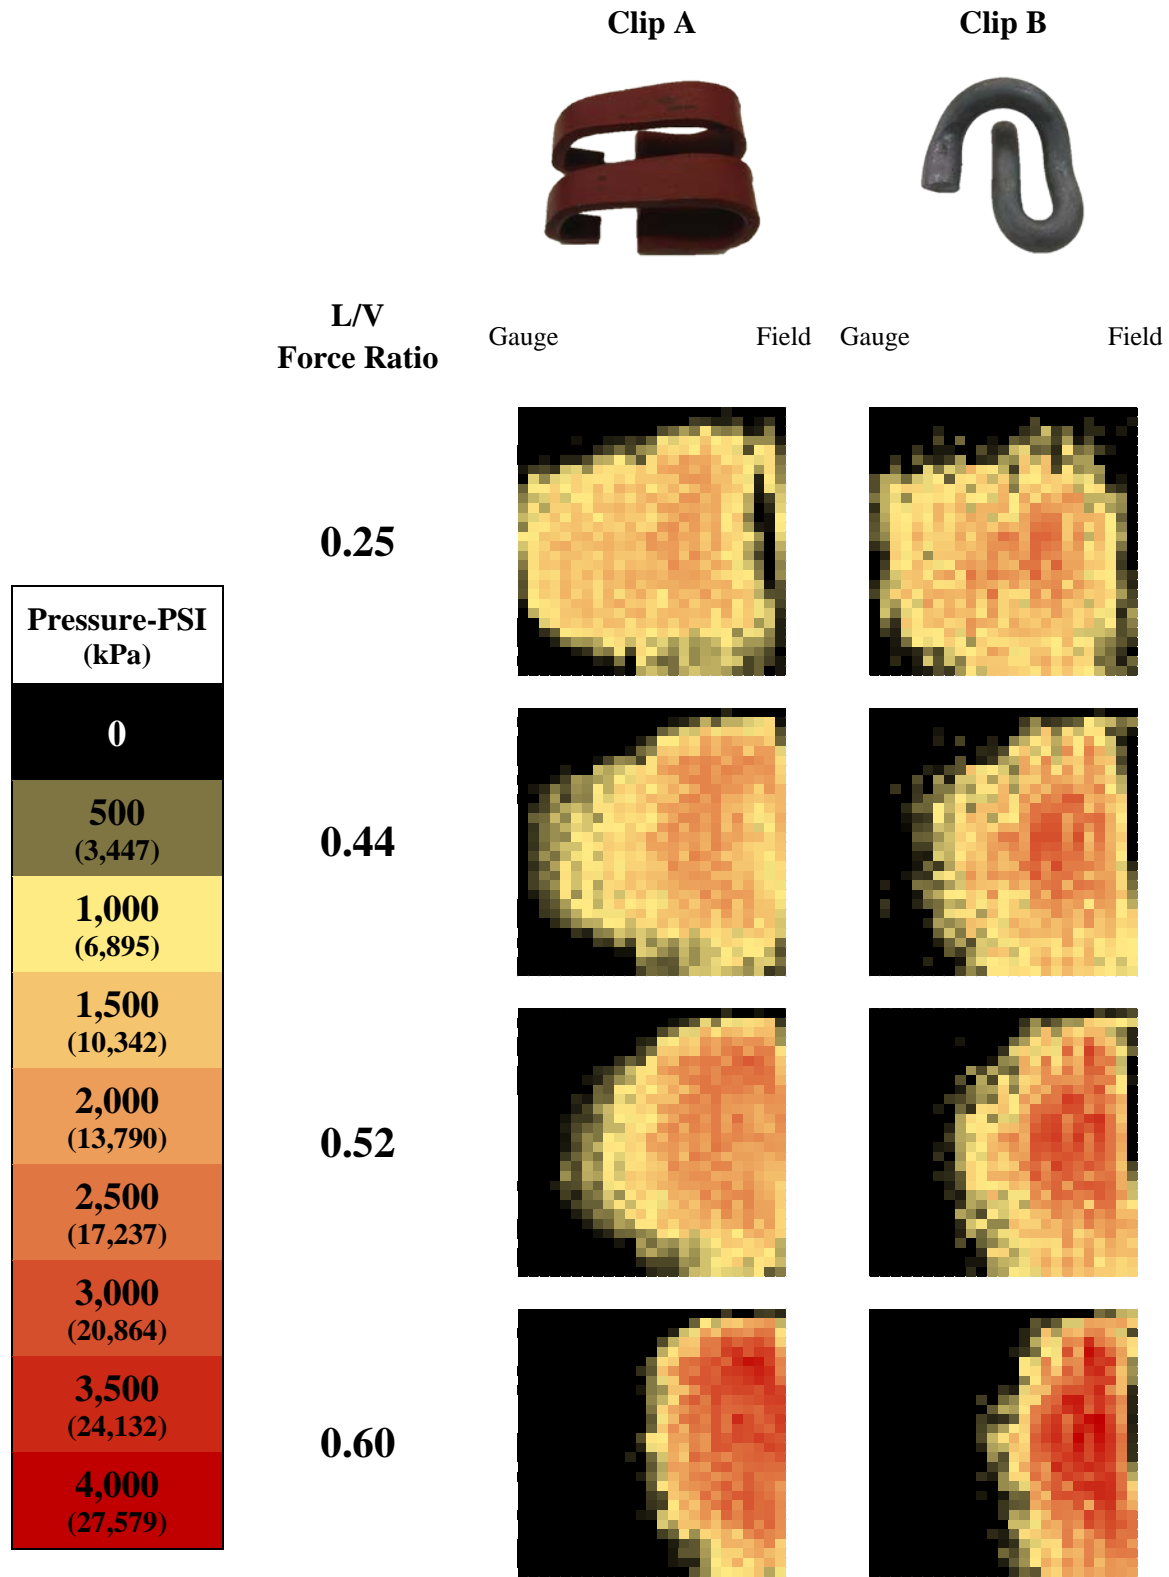 Clip A
Clip B
L/V
Force Ratio
Gauge
Field
Gauge
Field
0.25
Pressure-PSI
(kPa)
0
500
(3,447)
0.44
1,000
(6,895)
1,500
(10,342)
2,000
(13,790)
0.52
2,500
(17,237)
3,000
(20,864)
3,500
(24,132)
0.60
4,000
(27,579)